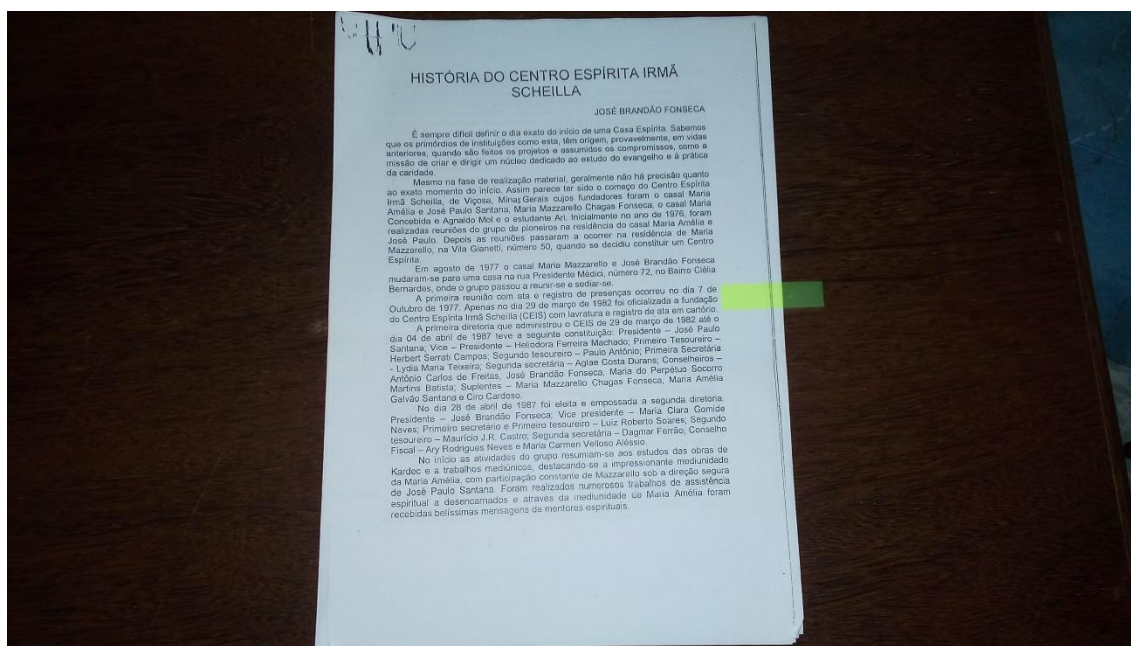 HISTÓRIA DO CENTRO ESPÍRITA IRMÃ
SCHEILLA
JOSÉ BRANDÃO FONSECA
É sempre difícil definir o dia exato do início de uma Casa Espírita. Sabemos
que os primórdios de instituições como esta, têm origem, provavelmente, em vidas
anteriores, quando são feitos os projetos e assumidos os compromissos, como a
missão de criar e dirigir um núcleo dedicado ao estudo do evangelho e à prática
da caridade.
Mesmo na fase de realização material, geralmente não há precisão quanto
ao exato momento do início. Assim parece ter sido o começo do Centro Espírita
Irmã Scheilla, de Viçosa, Minas Gerais cujos fundadores foram o casal Maria
Amélia e José Paulo Santana, Maria Mazzarello Chagas Fonseca, o casal Maria
Concebida e Agnaldo Mol e o estudante Ari. Inicialmente no ano de 1976, foram
realizadas reuniões do grupo de pioneiros na residência do casal Maria Amélia e
José Paulo. Depois as reuniões passaram a ocorrer na residência de Maria
Mazzarello, na Vila Gianetti, número 50, quando se decidiu constituir um Centro
Espírita.
Em agosto de 1977 o casal Maria Mazzarello e José Brandão Fonseca
mudaram-se para uma casa na rua Presidente Médici, número 72, no Bairro Clélia
Bernardes, onde o grupo passou a reunir-se e sediar-se.
A primeira reunião com ata e registro de presenças ocorreu no dia 7 de
Outubro de 1977. Apenas no dia 29 de março de 1982 foi oficializada a fundação
do Centro Espírita Irmã Scheilla (CEIS) com lavratura e registro de ata em cartório.
A primeira diretoria que administrou o CEIS de 29 de março de 1982 até o
dia 04 de abril de 1987 teve a seguinte constituição: Presidente – José Paulo
Santana; Vice – Presidente – Heliodora Ferreira Machado; Primeiro Tesoureiro –
Herbert Serrati Campos; Segundo tesoureiro – Paulo Antônio; Primeira Secretária
- Lydia Maria Teixeira; Segunda secretária – Aglae Costa Durans; Conselheiros –
Antônio Carlos de Freitas, José Brandão Fonseca, Maria do Perpétuo Socorro
Martins Batista; Suplentes – Maria Mazzarello Chagas Fonseca, Maria Amélia
Galvão Santana e Ciro Cardoso.
No dia 28 de abril de 1987 foi eleita e empossada a segunda diretoria:
Presidente – José Brandão Fonseca; Vice presidente – Maria Clara Gomide
Neves; Primeiro secretário e Primeiro tesoureiro – Luiz Roberto Soares; Segundo
tesoureiro – Maurício J.R. Castro; Segunda secretária – Dagmar Ferrão; Conselho
Fiscal – Ary Rodrigues Neves e Maria Carmen Velloso Aléssio.
No início as atividades do grupo resumiam-se aos estudos das obras de
Kardec e a trabalhos mediúnicos, destacando-se a impressionante mediunidade
da Maria Amélia, com participação constante de Mazzarello sob a direção segura
de José Paulo Santana. Foram realizados numerosos trabalhos de assistência
espiritual a desencarnados e através da mediunidade de Maria Amélia foram
recebidas belíssimas mensagens de mentores espirituais.